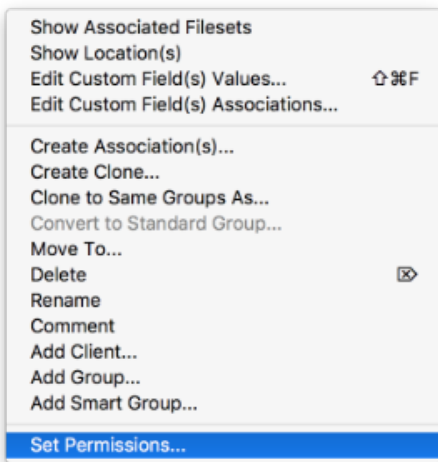 Show Associated Filesets
Show Location(s)
Edit Custom Field(s) Values... ⇧⌘F
Edit Custom Field(s) Associations...
Create Association(s)...
Create Clone...
Clone to Same Groups As...
Convert to Standard Group...
Move To...
Delete ⌦
Rename
Comment
Add Client...
Add Group...
Add Smart Group...
Set Permissions...